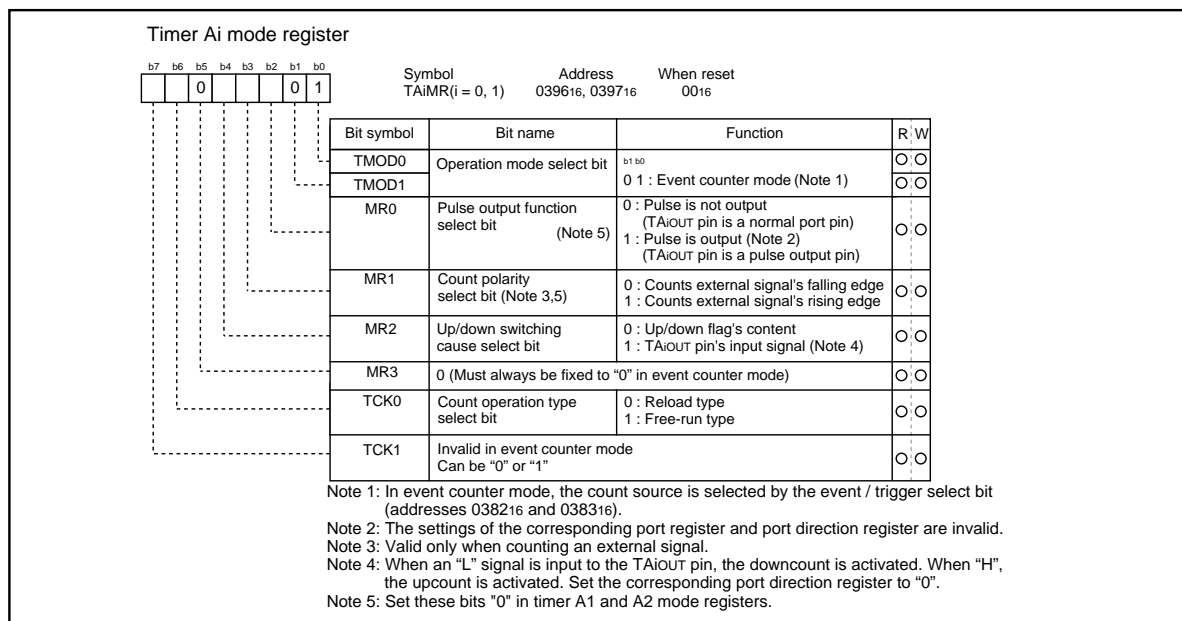 Timer Ai mode register
b7 b6 b5 b4 b3 b2 b1 b0
0 0 1
Symbol Address When reset
TAiMR(i = 0, 1) 039616, 039716 0016
Bit symbol Bit name Function R W
TMOD0 Operation mode select bit b1 b0
TMOD1 0 1 : Event counter mode (Note 1)
MR0 Pulse output function 0 : Pulse is not output
select bit (TAiOUT pin is a normal port pin)
(Note 5) 1 : Pulse is output (Note 2)
(TAiOUT pin is a pulse output pin)
MR1 Count polarity
select bit (Note 3,5) 0 : Counts external signal's falling edge
1 : Counts external signal's rising edge
MR2 Up/down switching 0 : Up/down flag's content
cause select bit 1 : TAiOUT pin's input signal (Note 4)
MR3 0 (Must always be fixed to “0” in event counter mode)
TCK0 Count operation type 0 : Reload type
select bit 1 : Free-run type
TCK1 Invalid in event counter mode
Can be “0” or “1”
Note 1: In event counter mode, the count source is selected by the event / trigger select bit
(addresses 038216 and 038316).
Note 2: The settings of the corresponding port register and port direction register are invalid.
Note 3: Valid only when counting an external signal.
Note 4: When an “L” signal is input to the TAiOUT pin, the downcount is activated. When “H”,
the upcount is activated. Set the corresponding port direction register to “0”.
Note 5: Set these bits "0" in timer A1 and A2 mode registers.